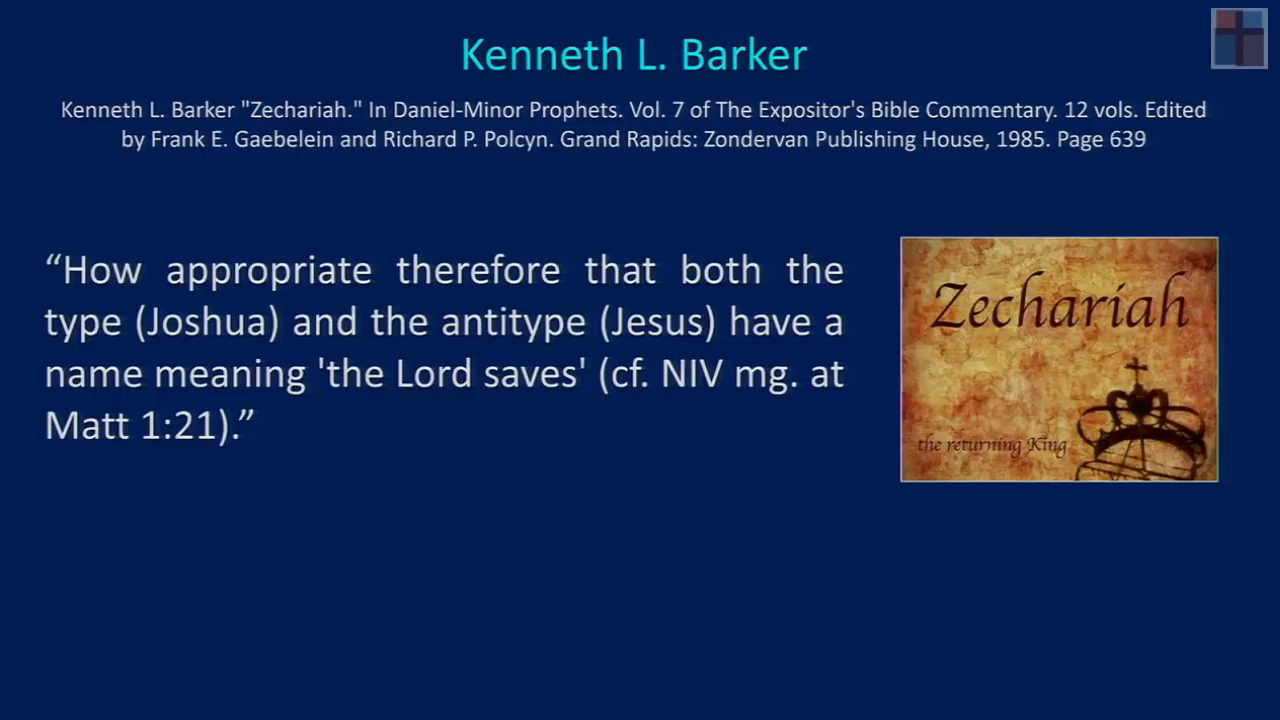 Kenneth L. Barker
Kenneth L. Barker "Zechariah." In Daniel-Minor Prophets. Vol. 7 of The Expositor's Bible Commentary. 12 vols. Edited
by Frank E. Gaebelein and Richard P. Polcyn. Grand Rapids: Zondervan Publishing House, 1985. Page 639
“How appropriate therefore that both the
type (Joshua) and the antitype (Jesus) have a
name meaning 'the Lord saves' (cf. NIV mg. at
Matt 1:21).”
Zechariah
the returning King